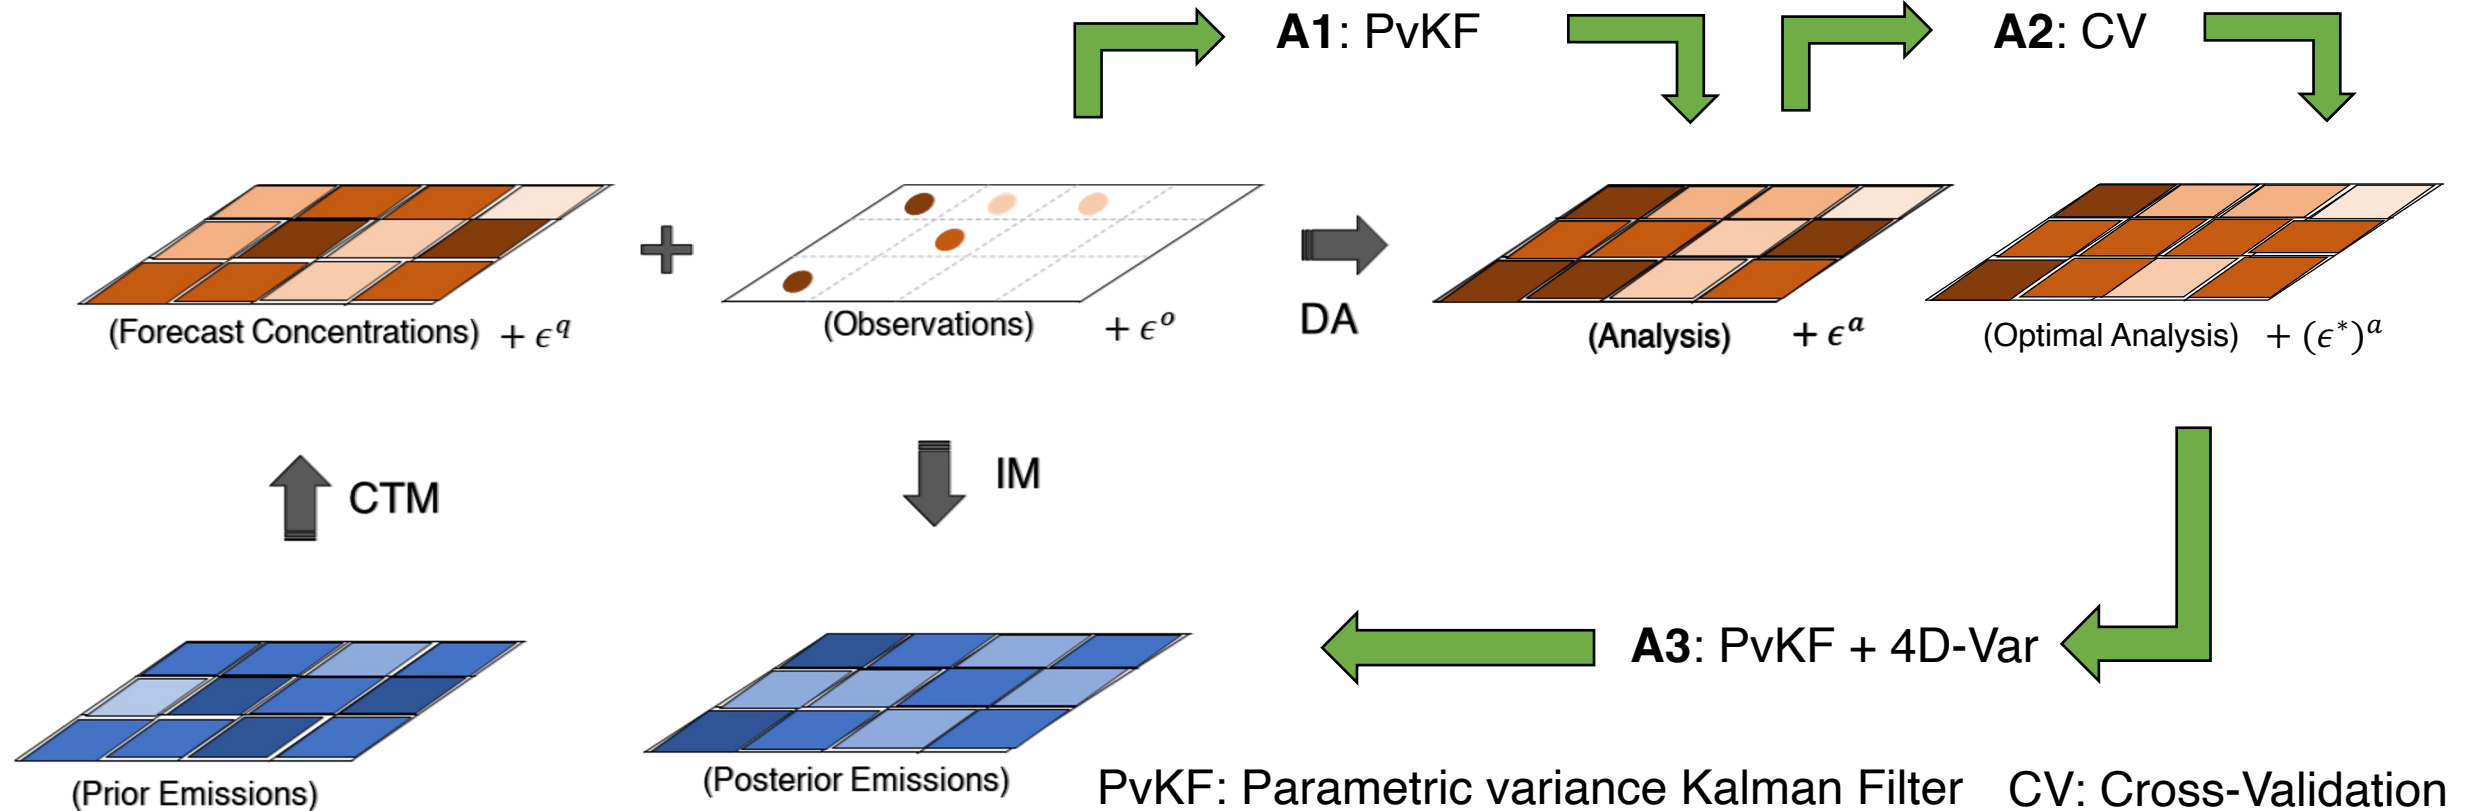 A1: PvKF
A2: CV
(Forecast Concentrations) + ϵ^q
(Observations) + ϵ^o
DA
(Analysis) + ϵ^a
(Optimal Analysis) + (ϵ*)^a
CTM
IM
A3: PvKF + 4D-Var
(Prior Emissions)
(Posterior Emissions)
PvKF: Parametric variance Kalman Filter
CV: Cross-Validation